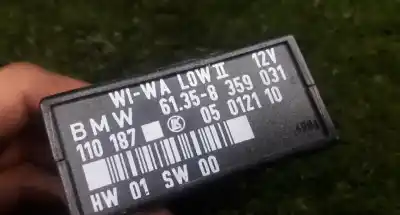 WI-WA LOW II 12V
BMW 61.35-8 359 031
110 187 05 0121 10
HW 01 SW 00